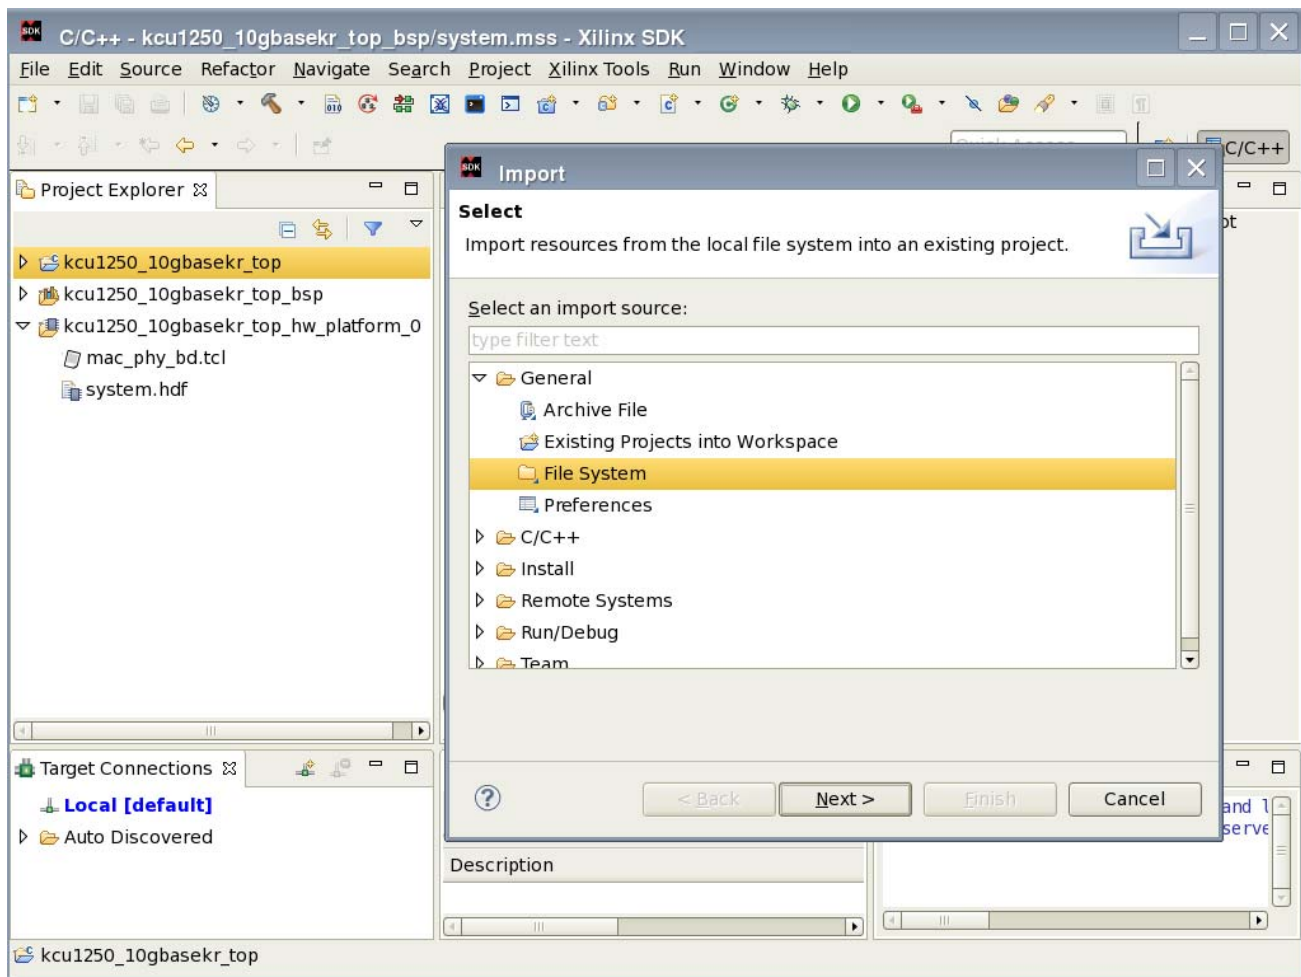 C/C++ - kcu1250_10gbasekr_top_bsp/system.mss - Xilinx SDK
File Edit Source Refactor Navigate Search Project Xilinx Tools Run Window Help
C/C++
Project Explorer
kcu1250_10gbasekr_top
kcu1250_10gbasekr_top_bsp
kcu1250_10gbasekr_top_hw_platform_0
mac_phy_bd.tcl
system.hdf
Import
Select
Import resources from the local file system into an existing project.
Select an import source:
type filter text
General
Archive File
Existing Projects into Workspace
File System
Preferences
C/C++
Install
Remote Systems
Run/Debug
Team
< Back Next > Finish Cancel
Target Connections
Local [default]
Auto Discovered
Description
and l
serve
kcu1250_10gbasekr_top